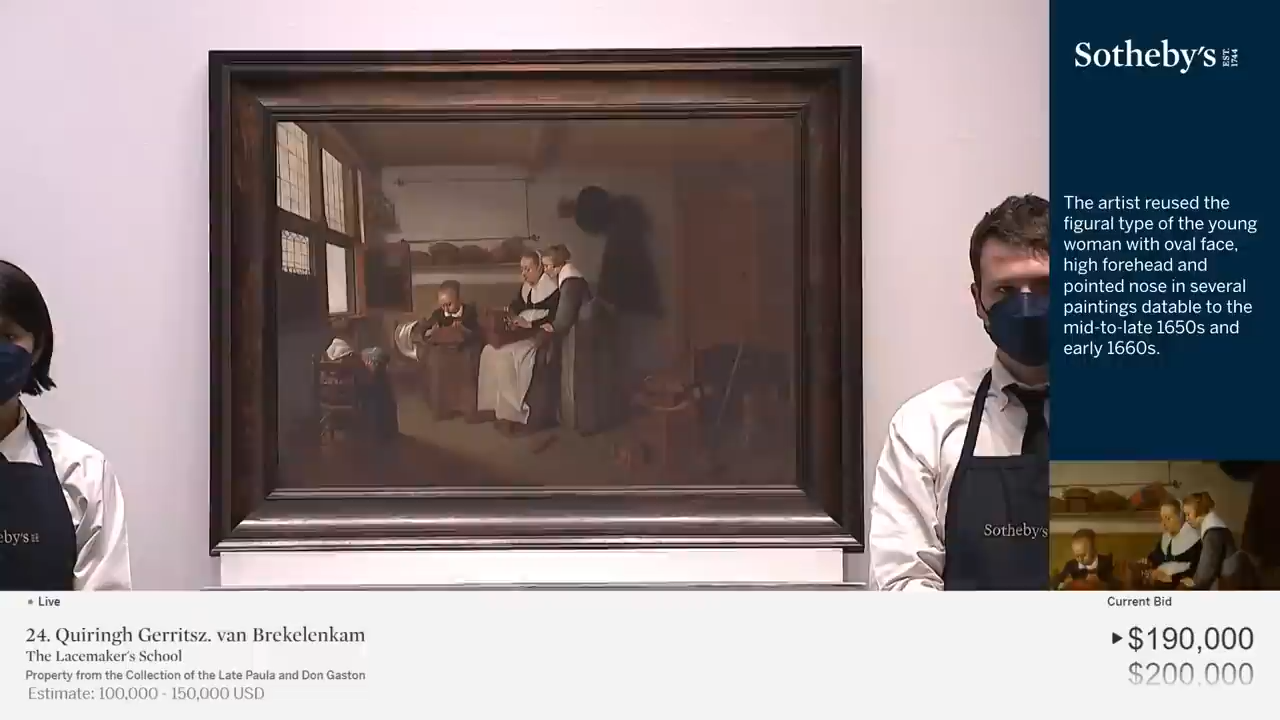 Sotheby's EST. 1744
The artist reused the
figural type of the young
woman with oval face,
high forehead and
pointed nose in several
paintings datable to the
mid-to-late 1650s and
early 1660s.
eby's
Sotheby's
Live
24. Quiringh Gerritsz. van Brekelenkam
The Lacemaker's School
Property from the Collection of the Late Paula and Don Gaston
Estimate: 100,000 - 150,000 USD
Current Bid
$190,000
$200,000